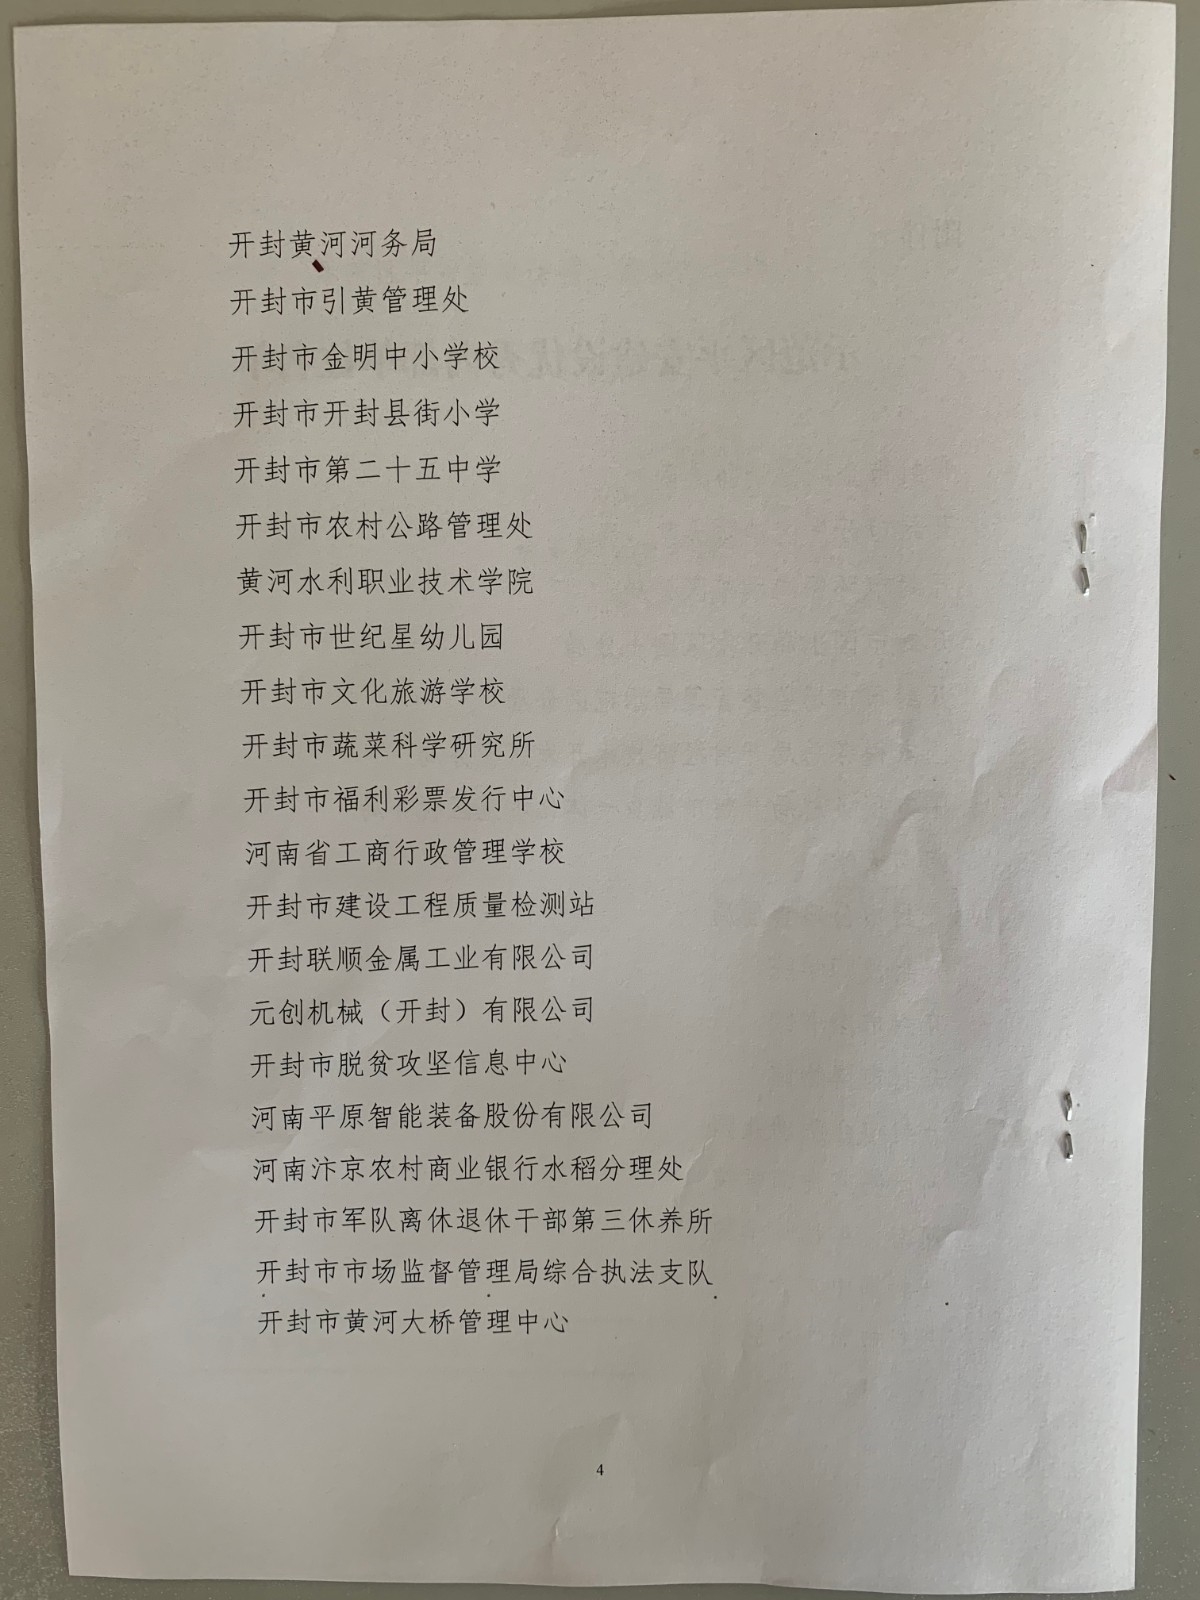 开封黄河河务局
开封市引黄管理处
开封市金明中小学校
开封市开封县街小学
开封市第二十五中学
开封市农村公路管理处
黄河水利职业技术学院
开封市世纪星幼儿园
开封市文化旅游学校
开封市蔬菜科学研究所
开封市福利彩票发行中心
河南省工商行政管理学校
开封市建设工程质量检测站
开封联顺金属工业有限公司
元创机械（开封）有限公司
开封市脱贫攻坚信息中心
河南平原智能装备股份有限公司
河南汴京农村商业银行水稻分理处
开封市军队离休退休干部第三休养所
开封市市场监督管理局综合执法支队
开封市黄河大桥管理中心
4